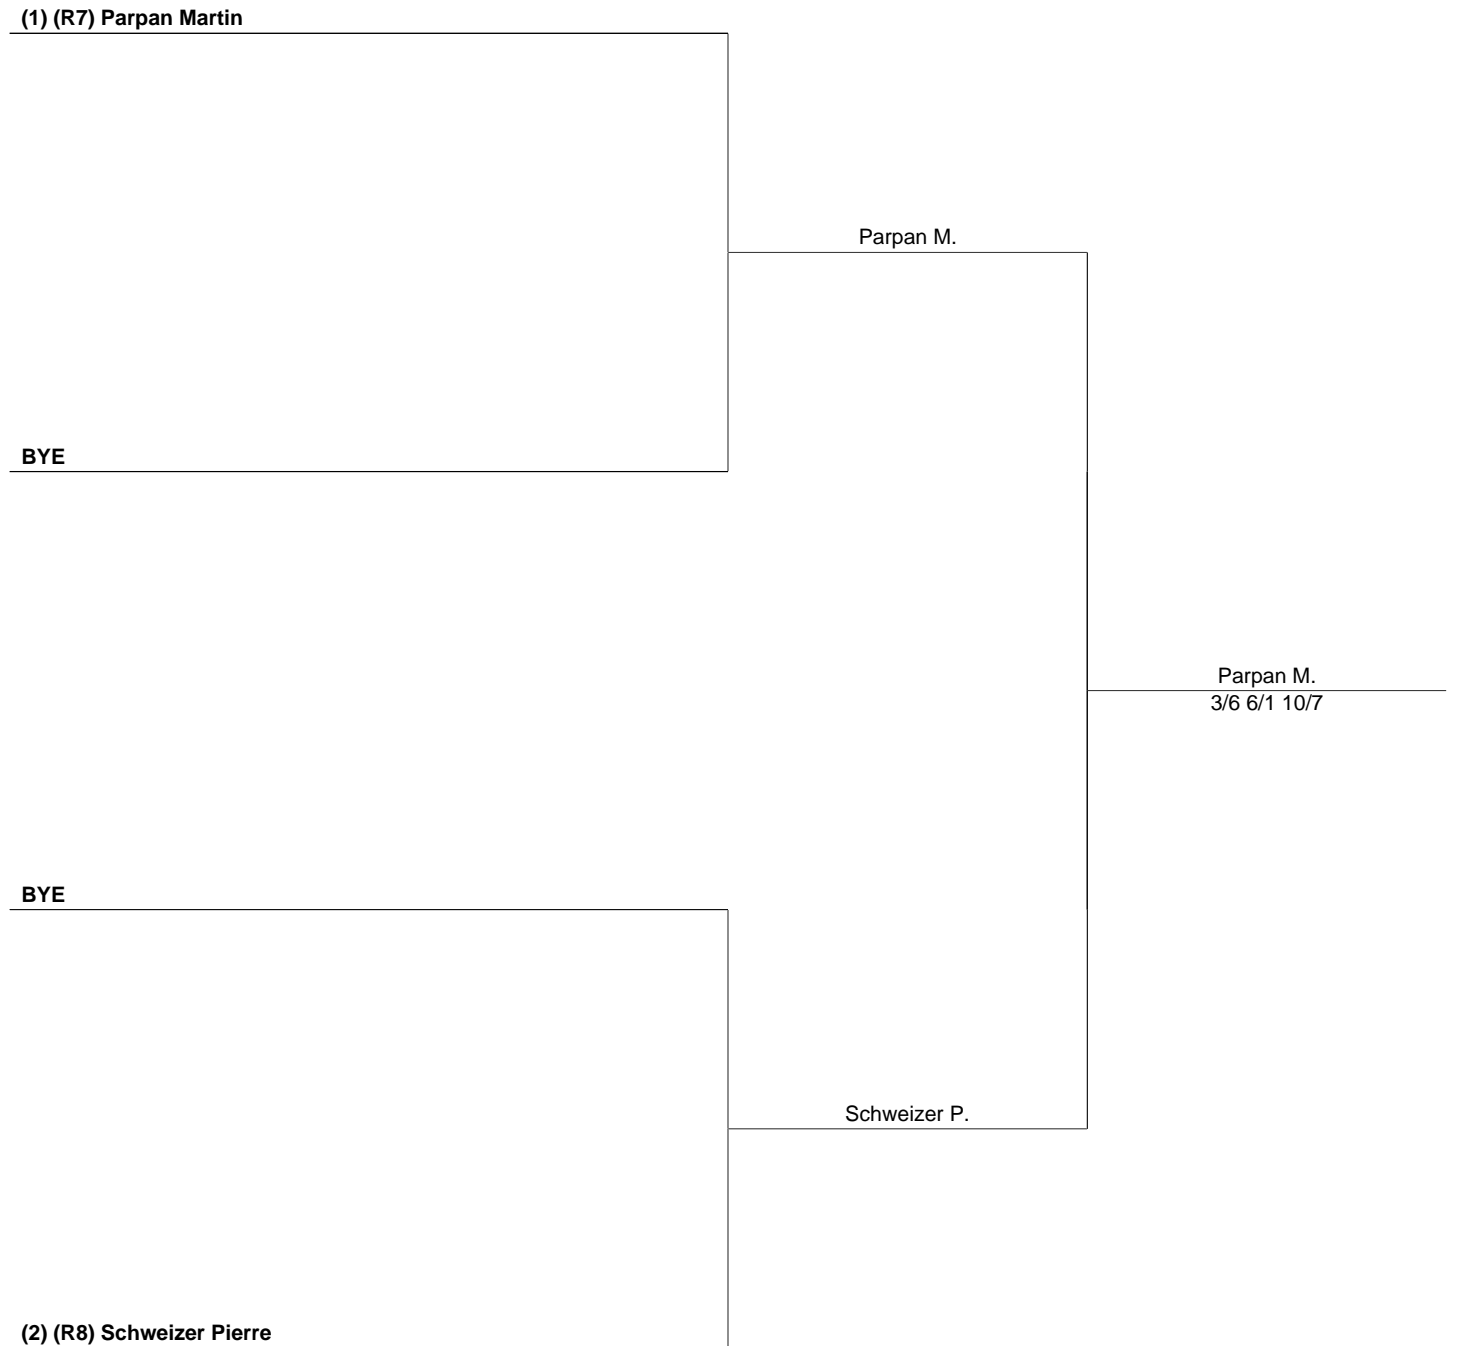 (1) (R7) Parpan Martin
Parpan M.
BYE
Parpan M.
3/6 6/1 10/7
BYE
Schweizer P.
(2) (R8) Schweizer Pierre